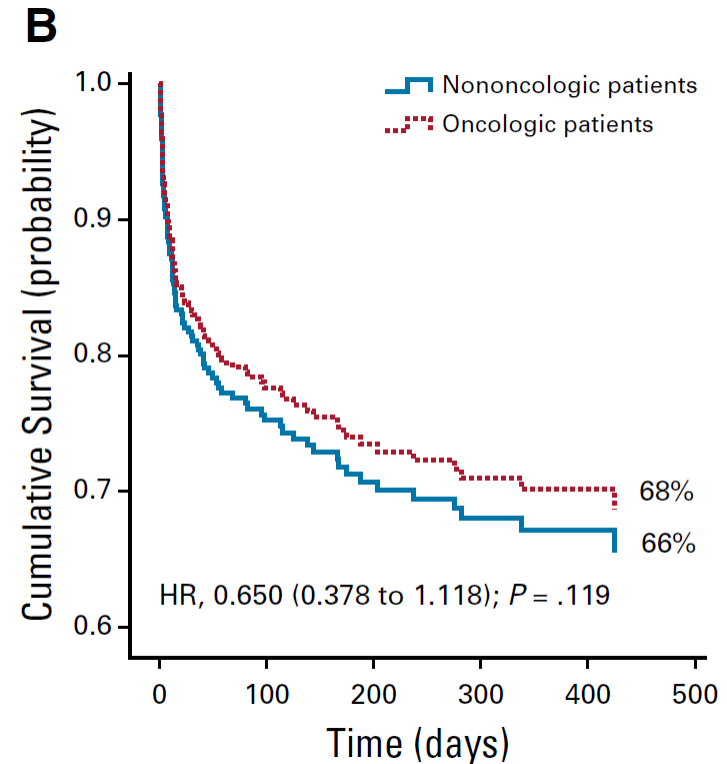 B
Nononcologic patients
Oncologic patients
Cumulative Survival (probability)
1.0
0.9
0.8
0.7
0.6
68%
66%
HR, 0.650 (0.378 to 1.118); P = .119
0 100 200 300 400 500
Time (days)